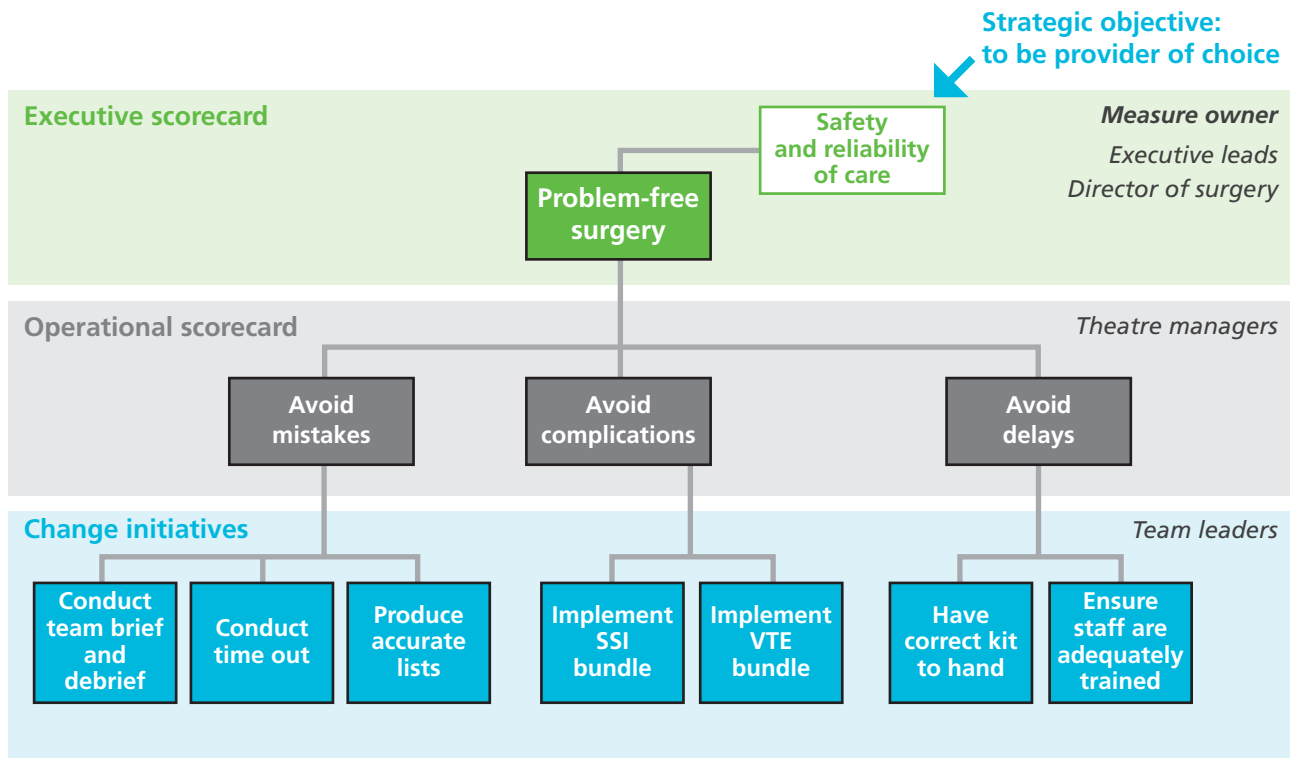 Strategic objective:
to be provider of choice
Executive scorecard
Safety
and reliability
of care
Measure owner
Executive leads
Director of surgery
Problem-free
surgery
Operational scorecard
Theatre managers
Avoid
mistakes
Avoid
complications
Avoid
delays
Change initiatives
Team leaders
Conduct
team brief
and
debrief
Conduct
time out
Produce
accurate
lists
Implement
SSI
bundle
Implement
VTE
bundle
Have
correct kit
to hand
Ensure
staff are
adequately
trained